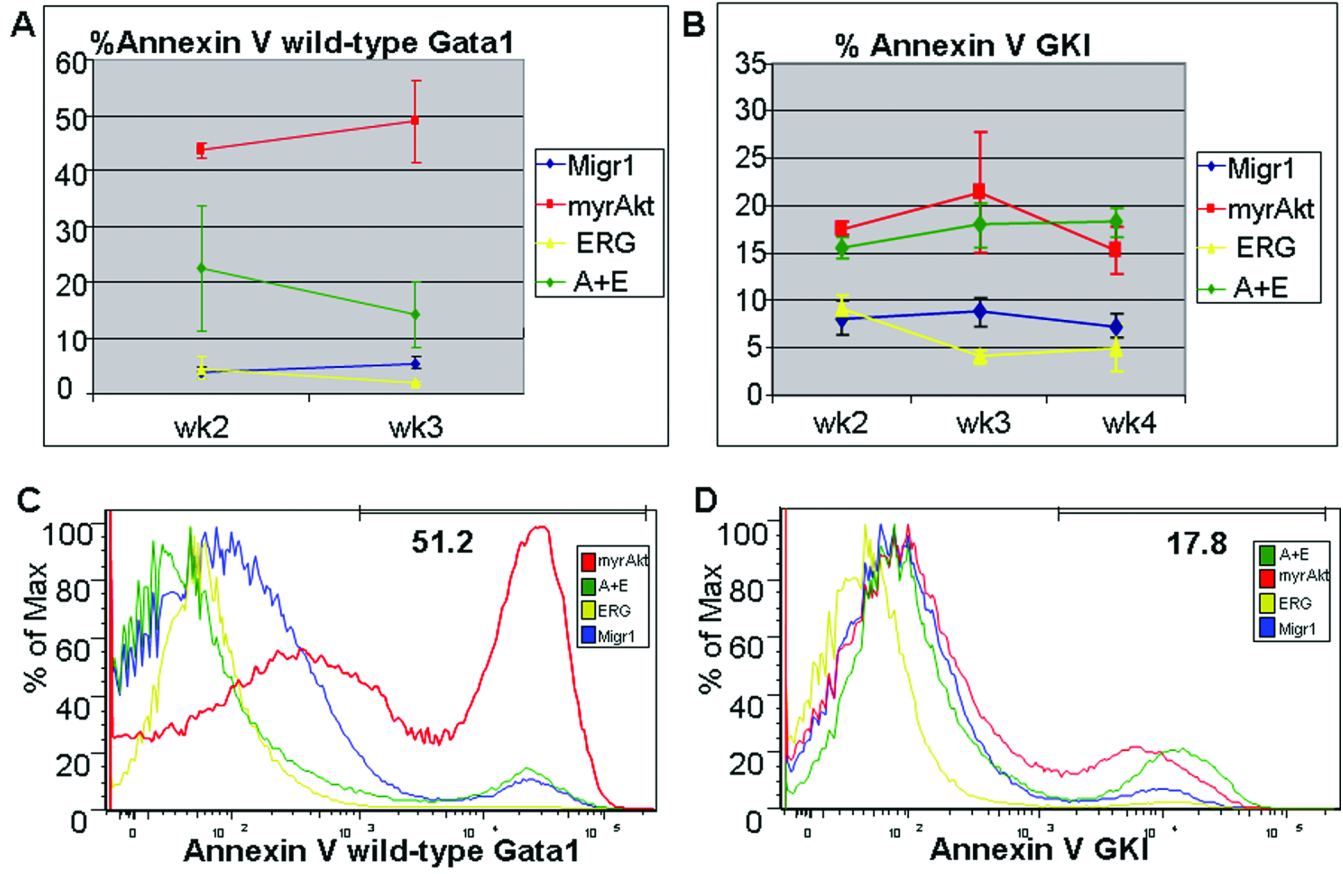 A
%Annexin V wild-type Gata1
60
50
40
30
20
10
0
wk2
wk3
Migr1
myrAkt
ERG
A+E
B
% Annexin V GKI
35
30
25
20
15
10
5
0
wk2
wk3
wk4
Migr1
myrAkt
ERG
A+E
C
% of Max
100
80
60
40
20
0
51.2
myrAkt
A+E
ERG
Migr1
0
10 2
10 3
10 4
10 5
Annexin V wild-type Gata1
D
% of Max
100
80
60
40
20
0
17.8
A+E
myrAkt
ERG
Migr1
0
10 2
10 3
10 4
10 5
Annexin V GKI